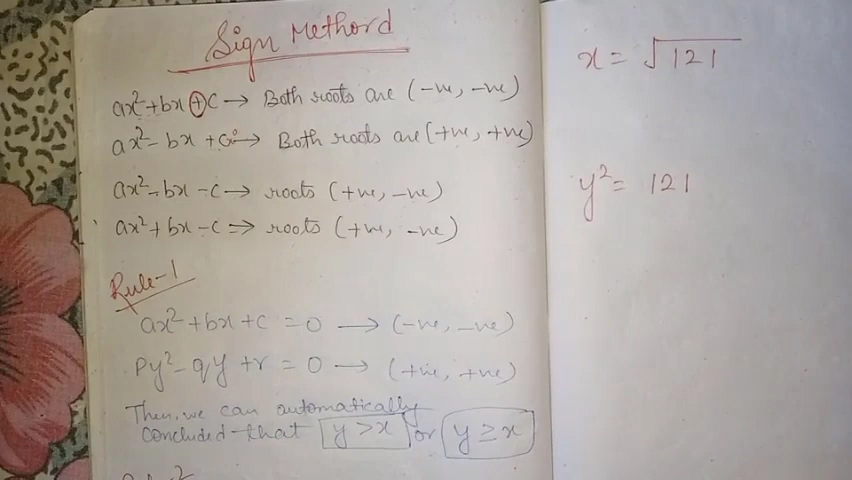 Sign Methord
ax²+bx+c → Both roots are (-ve, -ve)
ax²- bx + c → Both roots are (+ve, +ve)
ax²-bx-c → roots (+ve, -ve)
ax²+bx-c ⇒ roots (+ve, -ve)
Rule-1
ax²+bx+c =0 → (-ve, -ve)
Py²-qy +r = 0 → (+ve, +ve)
Then, we can automatically
concluded that y>x or y≥x
x = √121
y² = 121